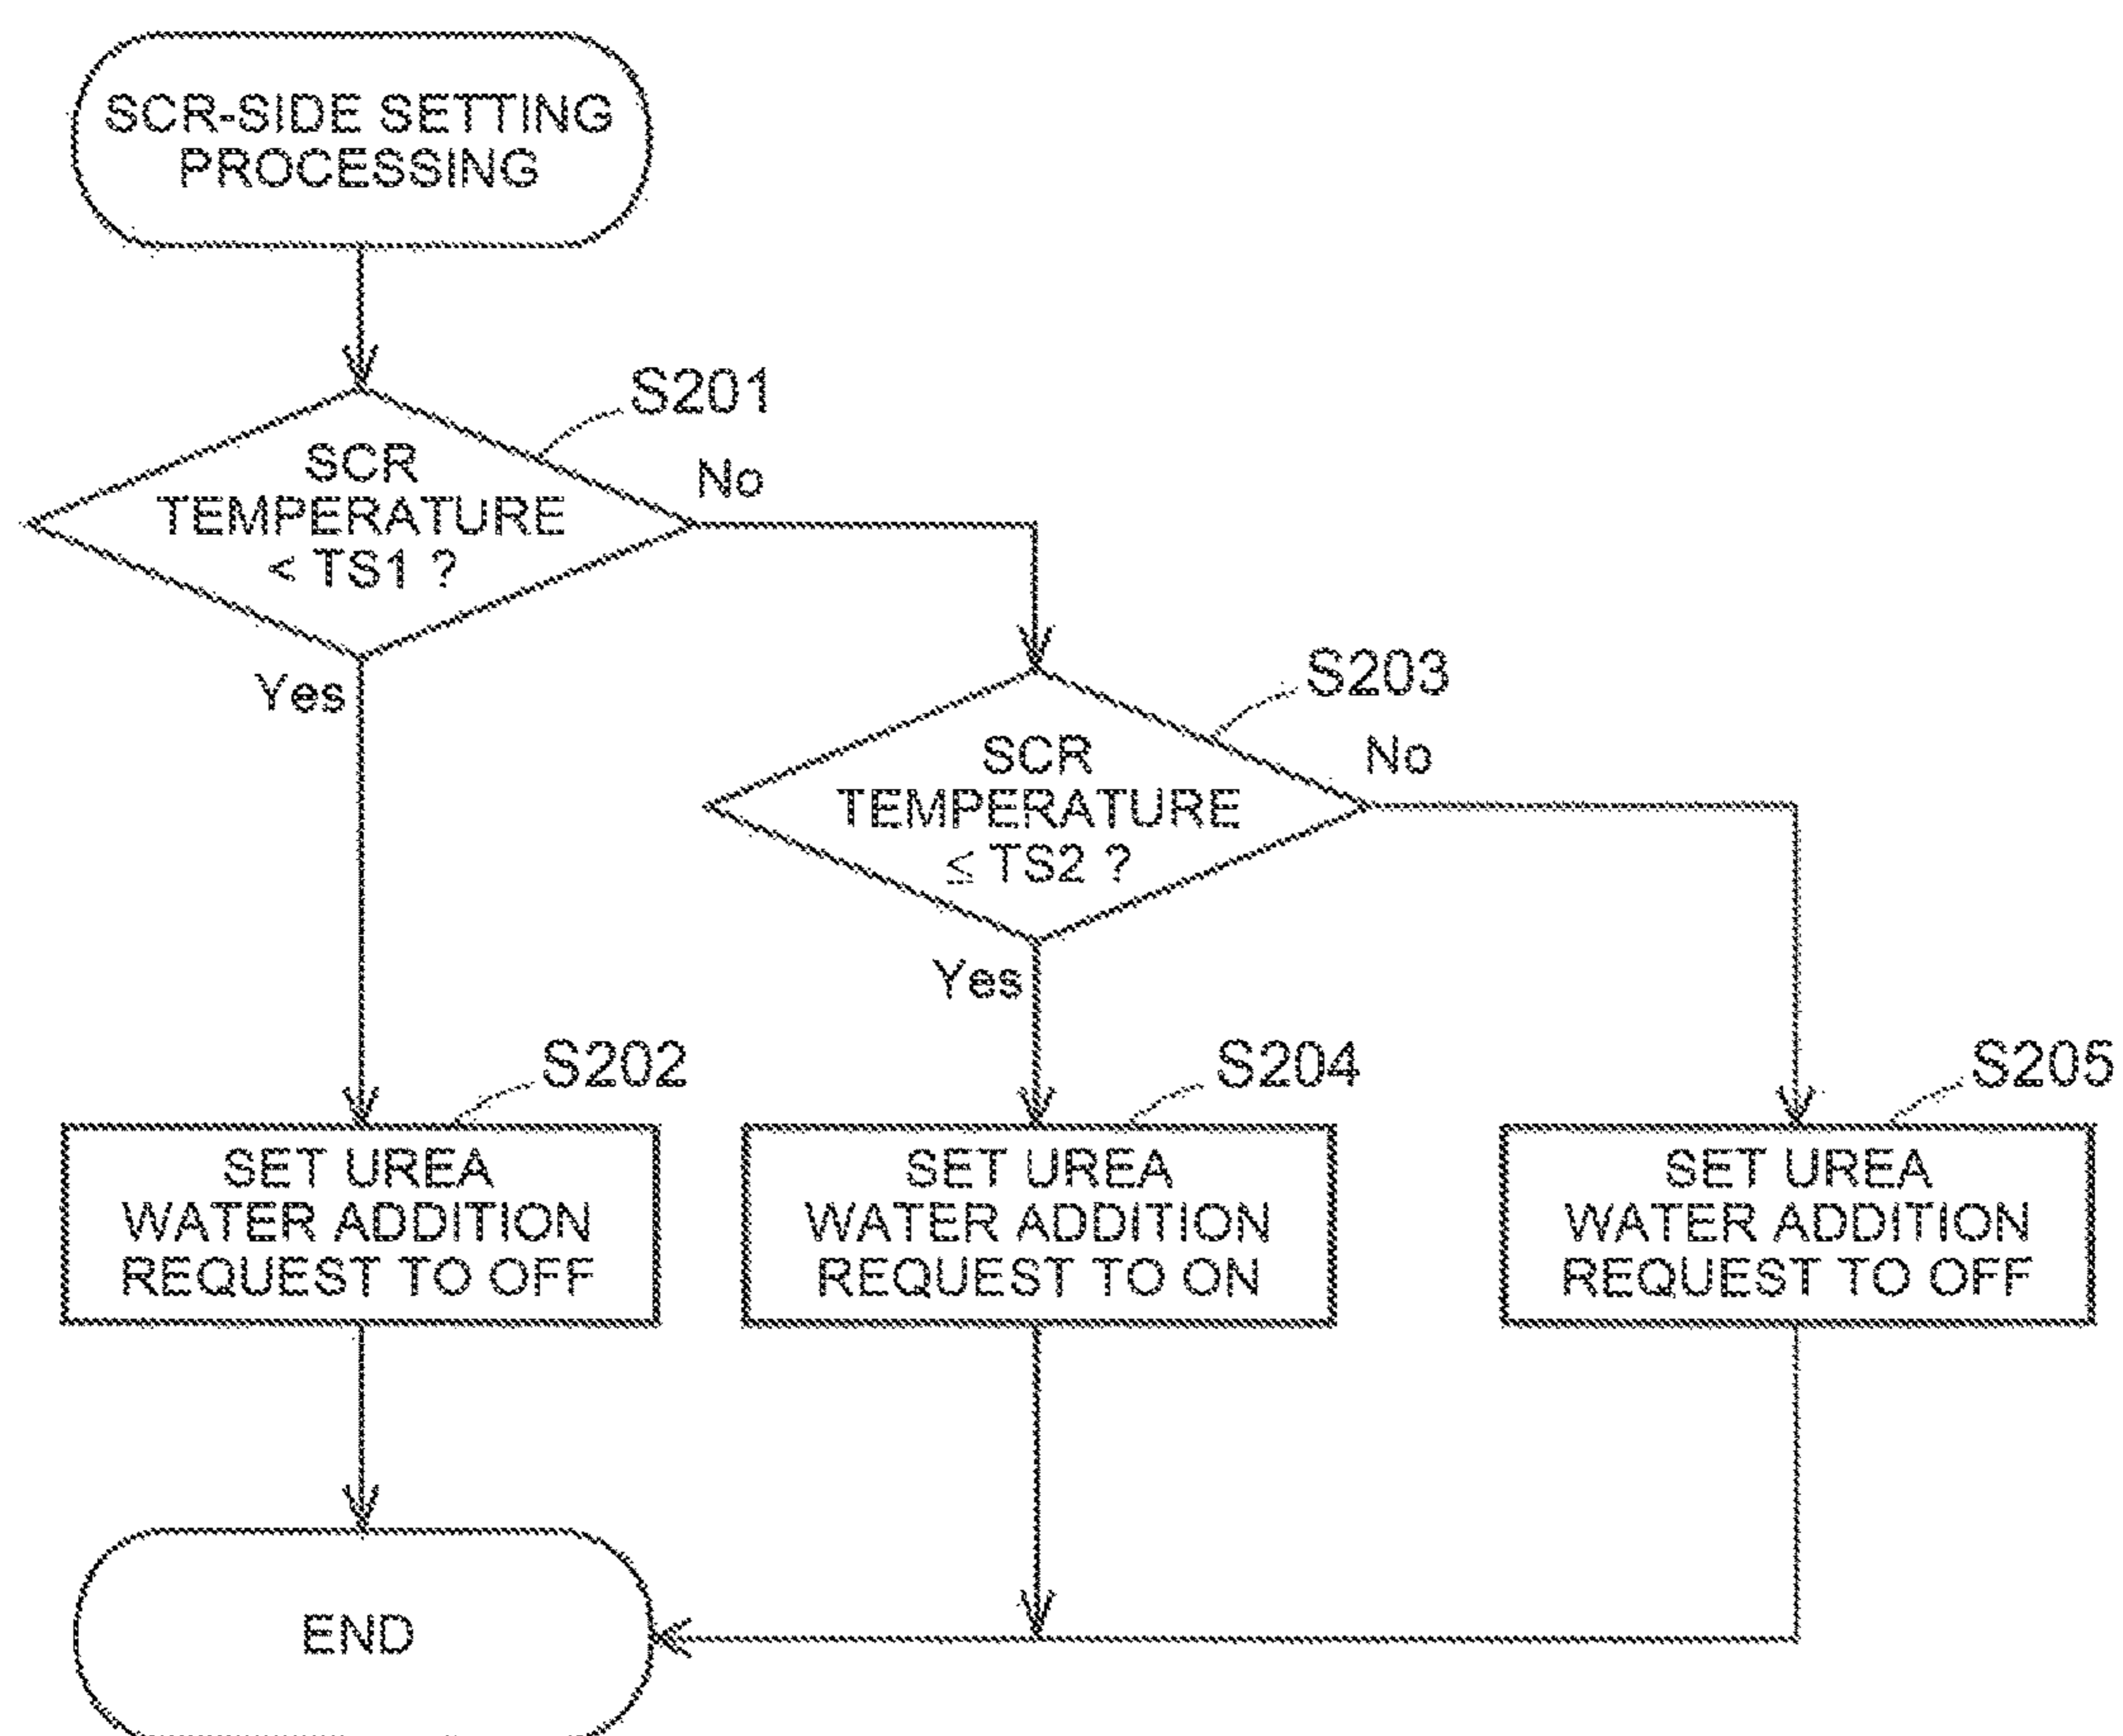 SCR-SIDE SETTING
PROCESSING
S201
SCR
TEMPERATURE
< TS1 ?
No
Yes
S203
SCR
TEMPERATURE
≤ TS2 ?
No
Yes
S202
SET UREA
WATER ADDITION
REQUEST TO OFF
S204
SET UREA
WATER ADDITION
REQUEST TO ON
S205
SET UREA
WATER ADDITION
REQUEST TO OFF
END